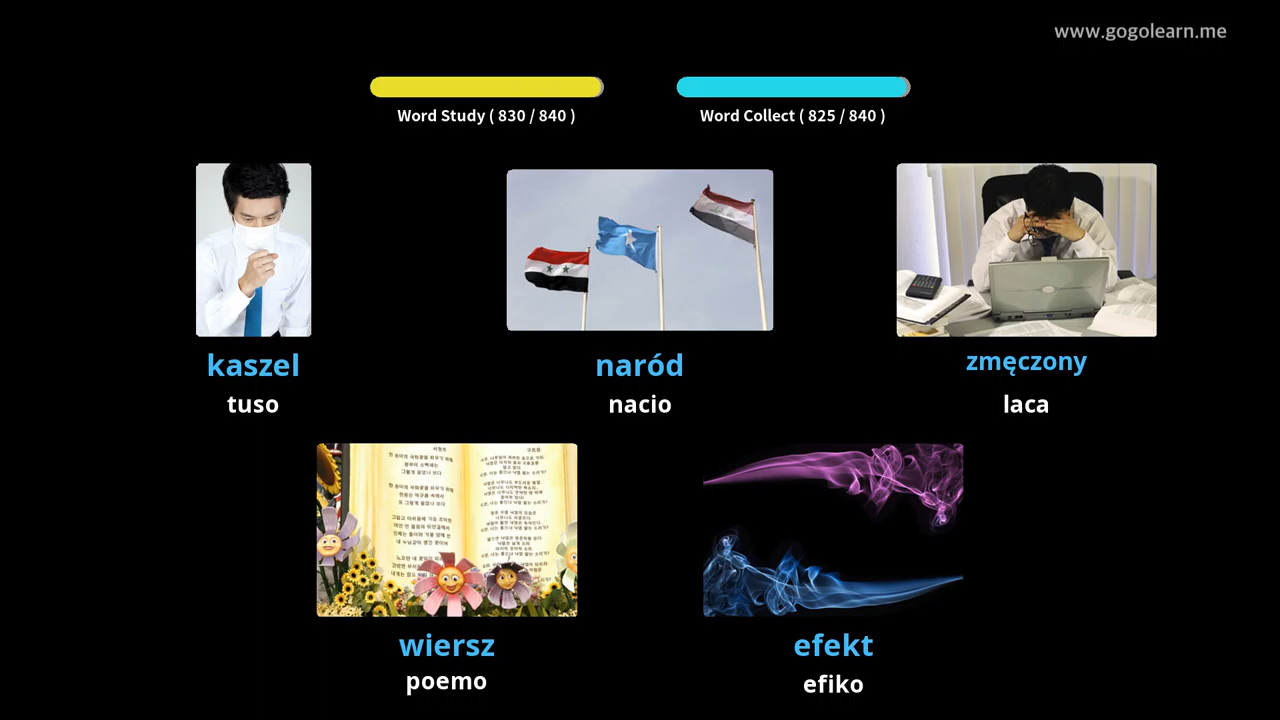 www.gogolearn.me
Word Study ( 830 / 840 )
Word Collect ( 825 / 840 )
kaszel
tuso
naród
nacio
zmęczony
laca
wiersz
poemo
efekt
efiko